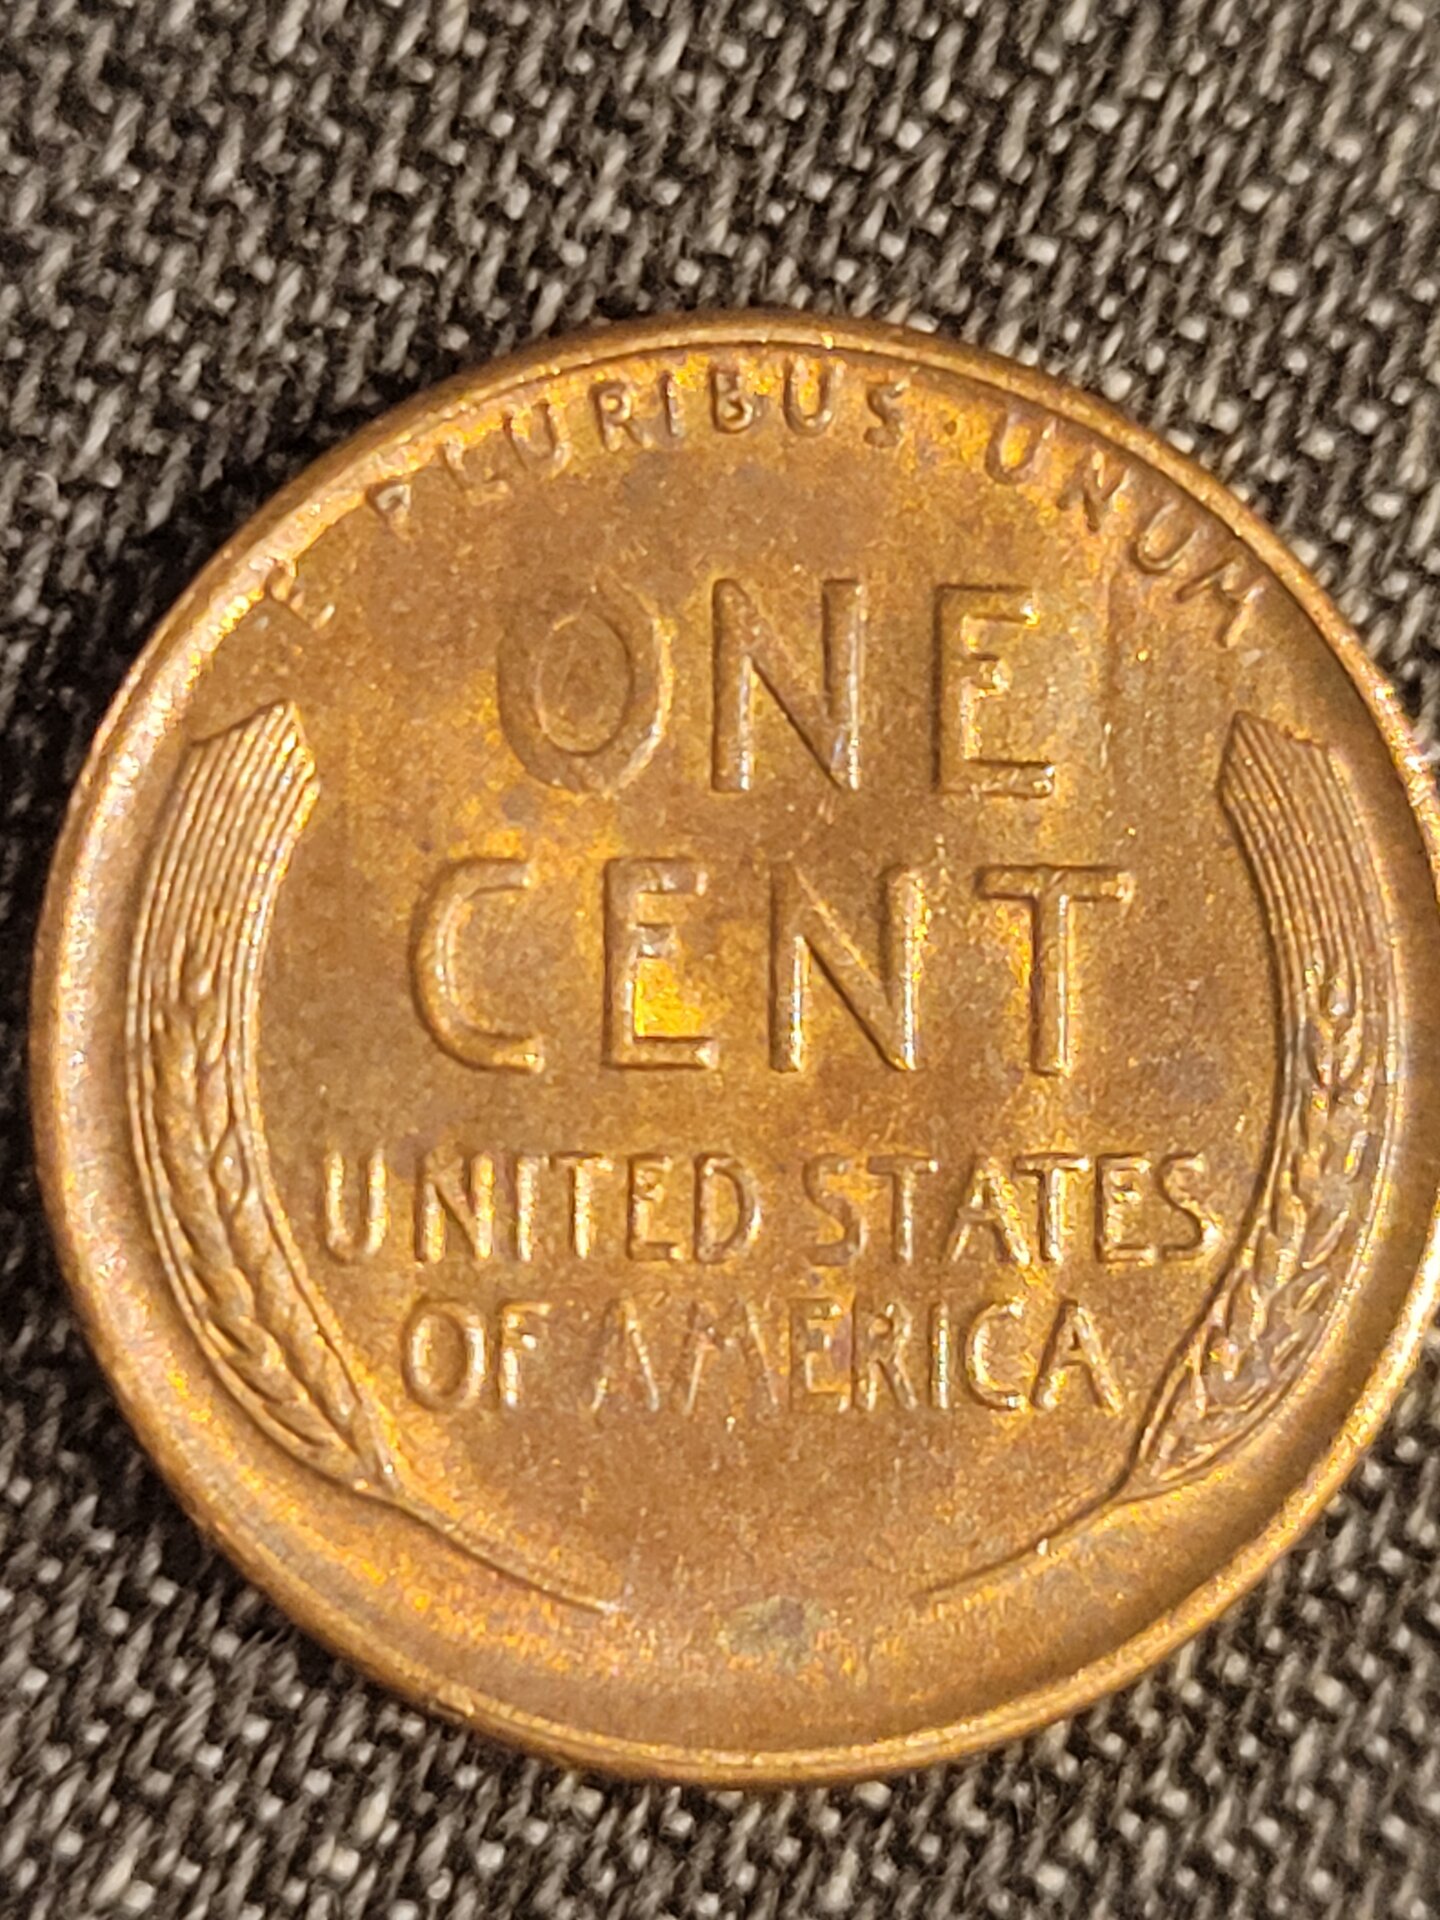 E PLURIBUS · UNUM
ONE
CENT
UNITED STATES
OF AMERICA